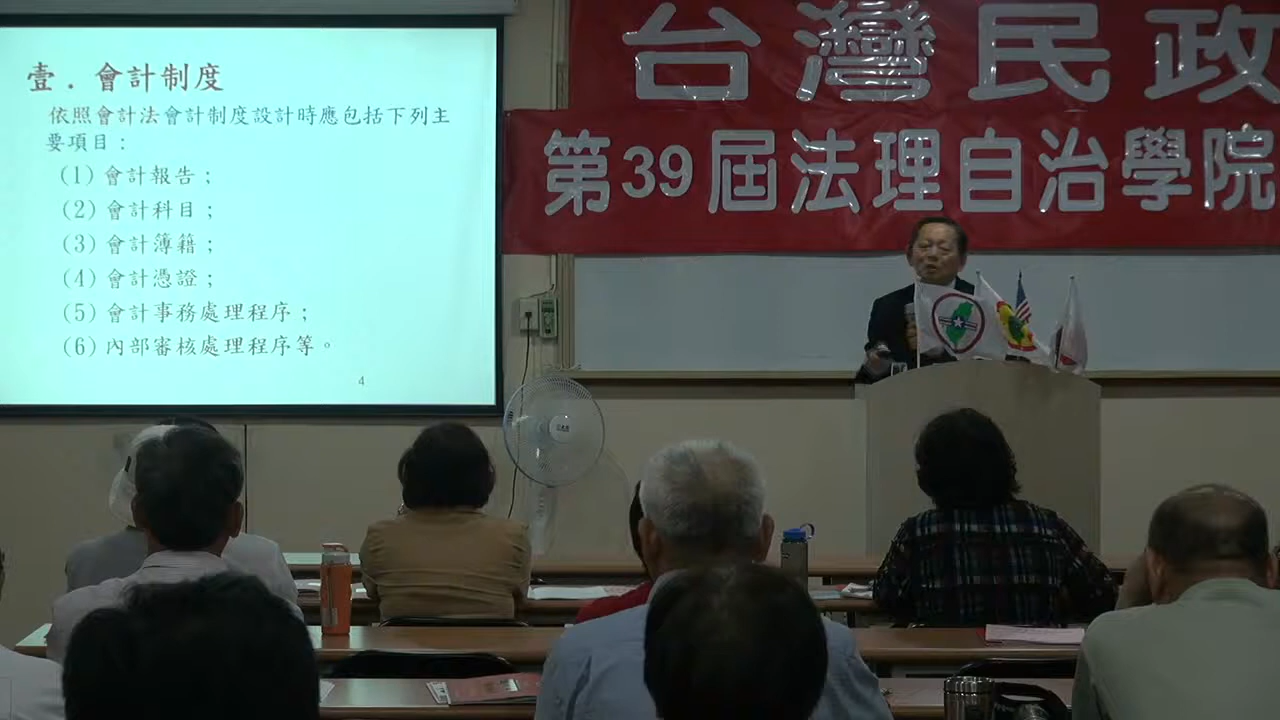 壹．會計制度
依照會計法會計制度設計時應包括下列主
要項目：
(1) 會計報告；
(2) 會計科目；
(3) 會計簿籍；
(4) 會計憑證；
(5) 會計事務處理程序；
(6) 內部審核處理程序等。
4
台灣民政
第39屆法理自治學院